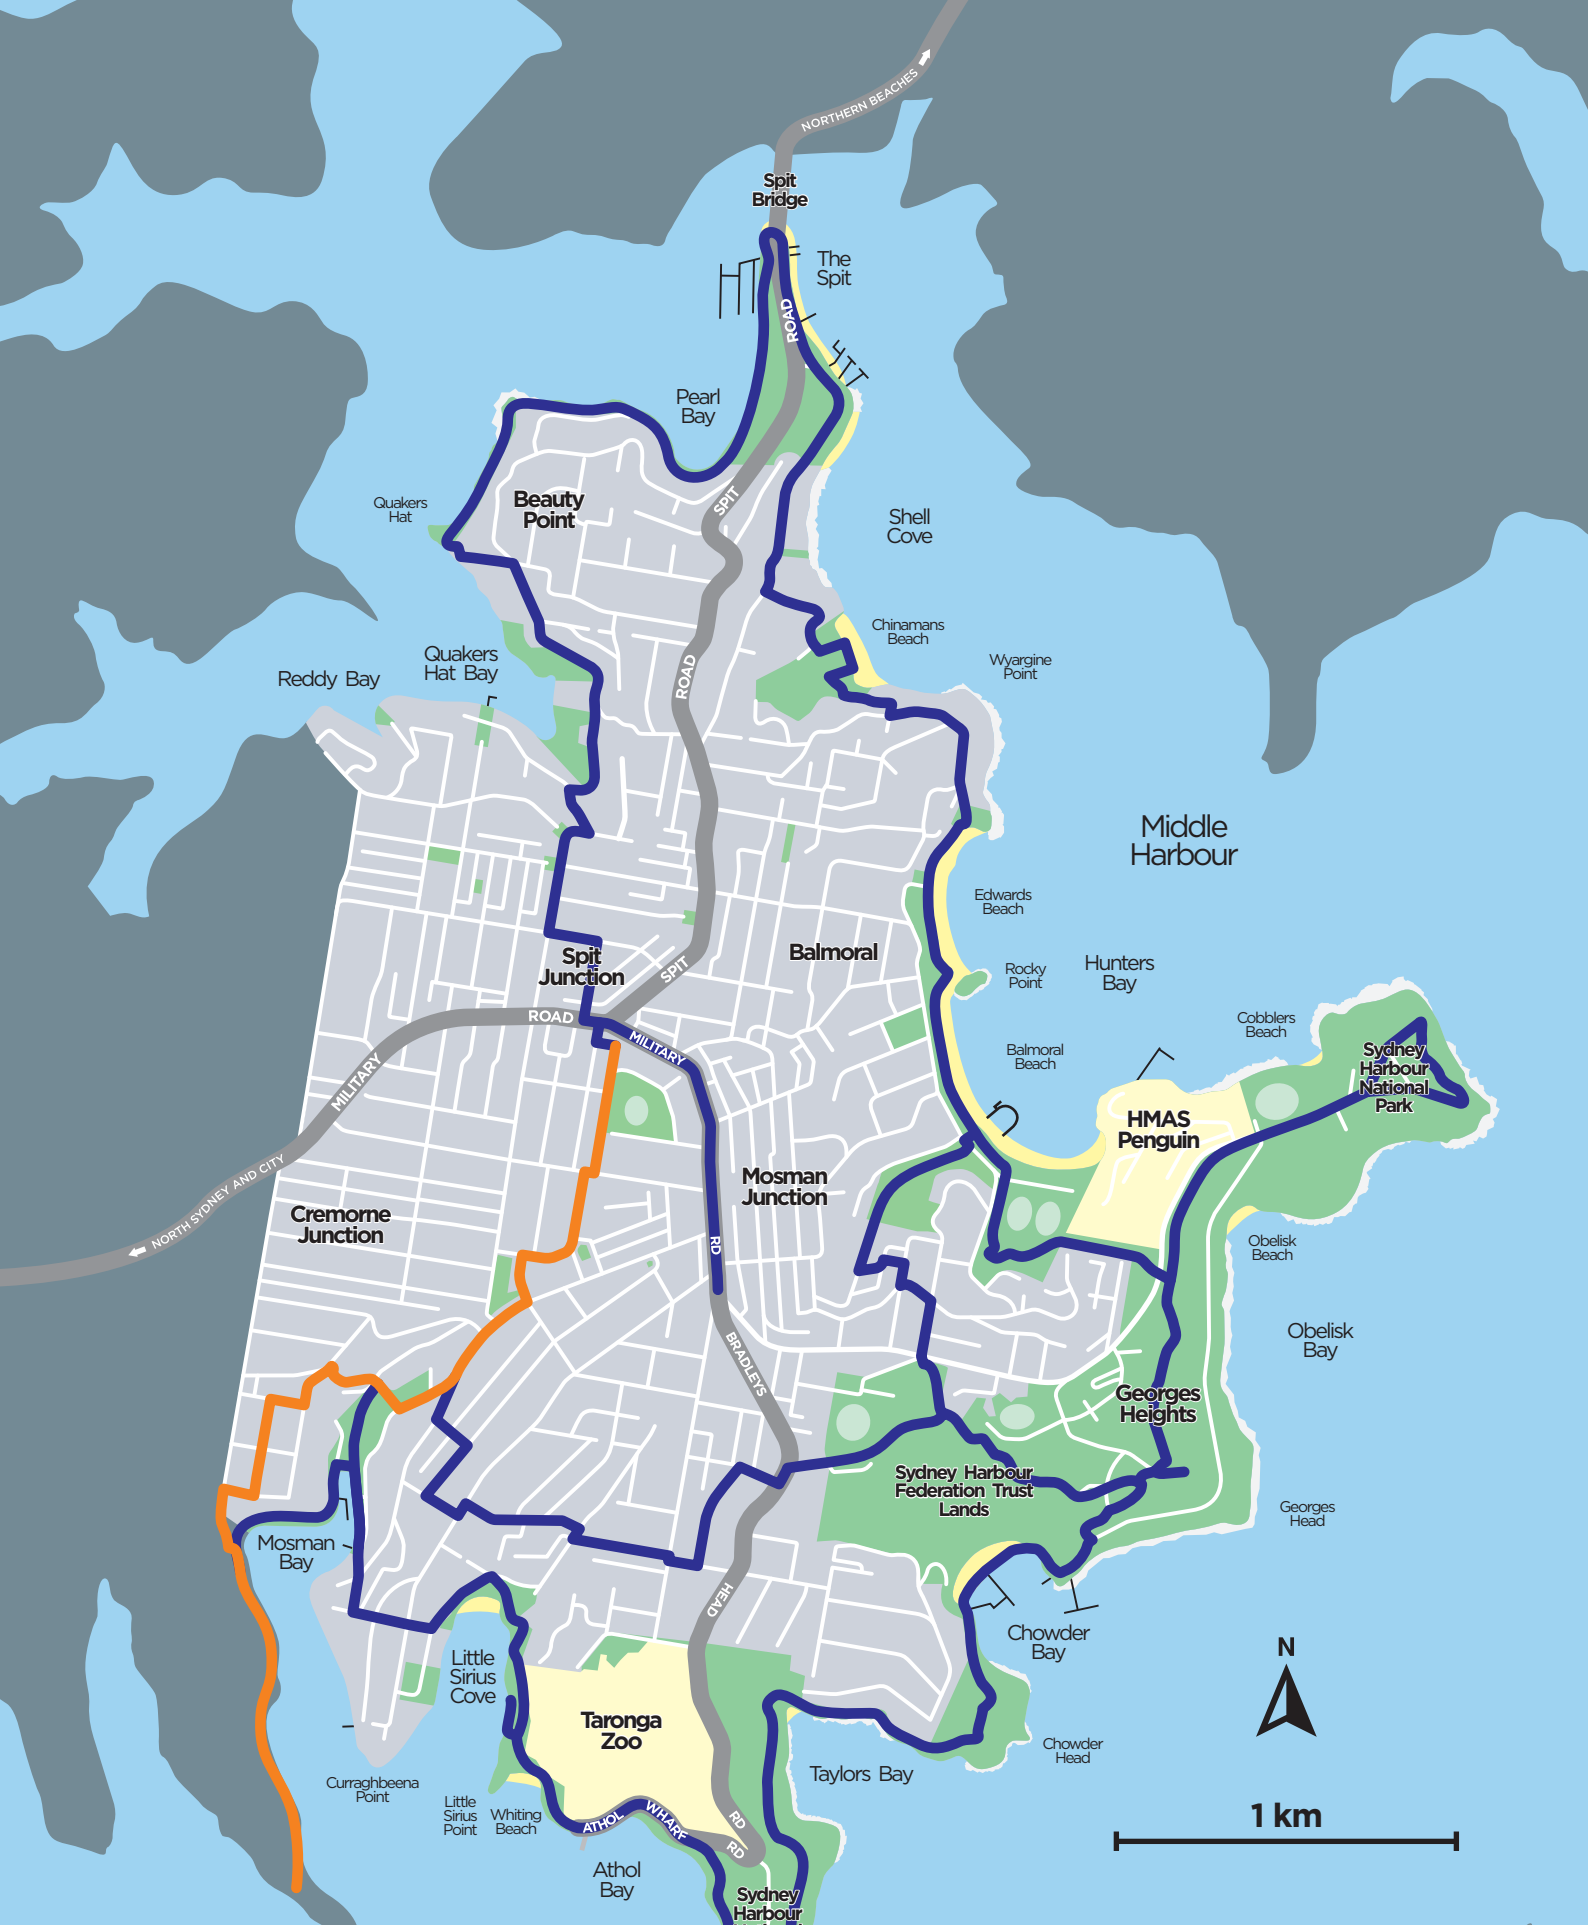 NORTHERN BEACHES
Spit
Bridge
The
Spit
ROAD
Pearl
Bay
SPIT
Beauty
Point
Quakers
Hat
Shell
Cove
Chinamans
Beach
Wyargine
Point
Quakers
Hat Bay
Reddy Bay
ROAD
Middle
Harbour
Edwards
Beach
Balmoral
Spit
Junction
SPIT
Rocky
Point
Hunters
Bay
ROAD
MILITARY
Cobblers
Beach
Balmoral
Beach
Sydney
Harbour
National
Park
MILITARY
HMAS
Penguin
NORTH SYDNEY AND CITY
Mosman
Junction
Cremorne
Junction
RD
Obelisk
Beach
Obelisk
Bay
BRADLEYS
Georges
Heights
Sydney Harbour
Federation Trust
Lands
Georges
Head
Mosman
Bay
HEAD
Chowder
Bay
N
Little
Sirius
Cove
Taronga
Zoo
Chowder
Head
Taylors Bay
Curraghbeena
Point
Little
Sirius
Point
Whiting
Beach
ATHOL
WHARF
RD
RD
1 km
Athol
Bay
Sydney
Harbour